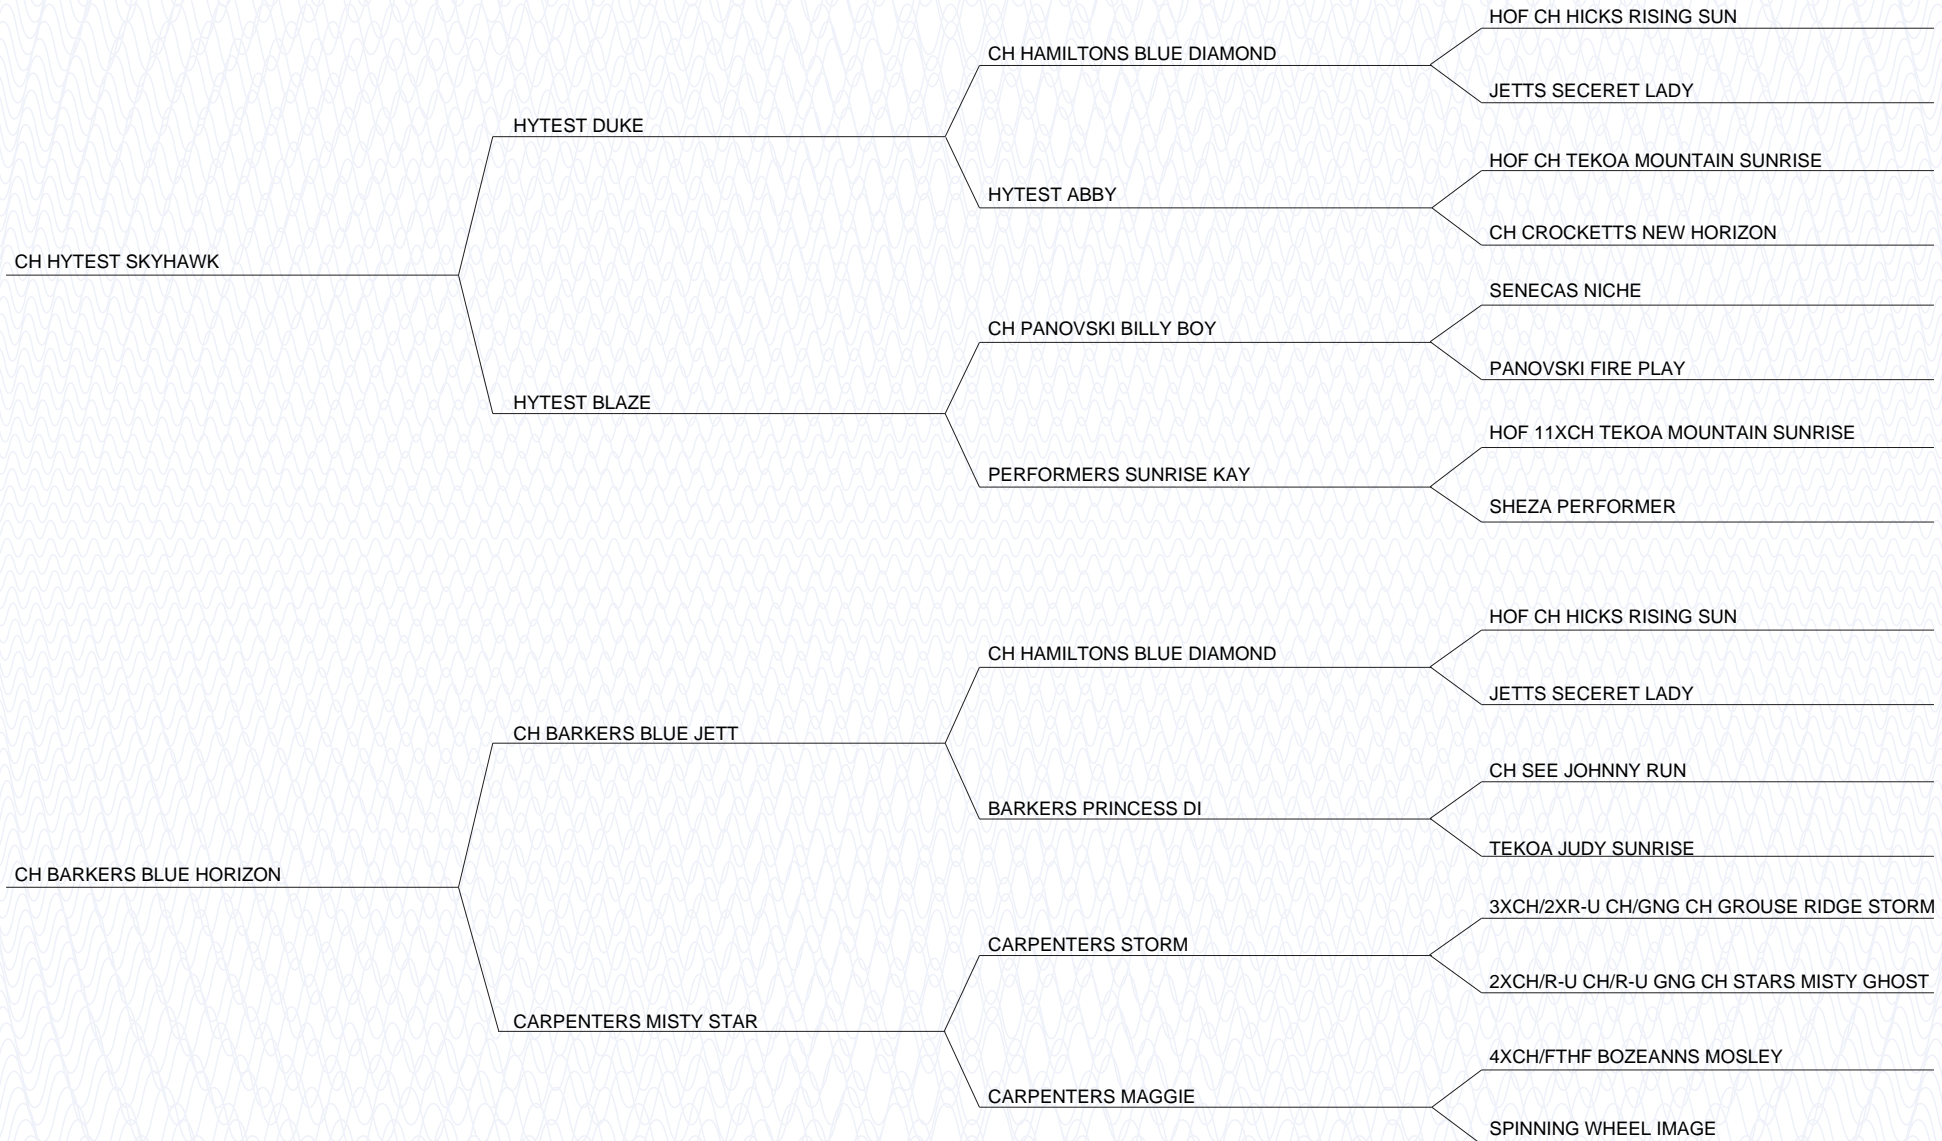 HOF CH HICKS RISING SUN
CH HAMILTONS BLUE DIAMOND
JETTS SECERET LADY
HYTEST DUKE
HOF CH TEKOA MOUNTAIN SUNRISE
HYTEST ABBY
CH CROCKETTS NEW HORIZON
CH HYTEST SKYHAWK
SENECAS NICHE
CH PANOVSKI BILLY BOY
PANOVSKI FIRE PLAY
HYTEST BLAZE
HOF 11XCH TEKOA MOUNTAIN SUNRISE
PERFORMERS SUNRISE KAY
SHEZA PERFORMER
HOF CH HICKS RISING SUN
CH HAMILTONS BLUE DIAMOND
JETTS SECERET LADY
CH BARKERS BLUE JETT
CH SEE JOHNNY RUN
BARKERS PRINCESS DI
TEKOA JUDY SUNRISE
CH BARKERS BLUE HORIZON
3XCH/2XR-U CH/GNG CH GROUSE RIDGE STORM
CARPENTERS STORM
2XCH/R-U CH/R-U GNG CH STARS MISTY GHOST
CARPENTERS MISTY STAR
4XCH/FTHF BOZEANNS MOSLEY
CARPENTERS MAGGIE
SPINNING WHEEL IMAGE